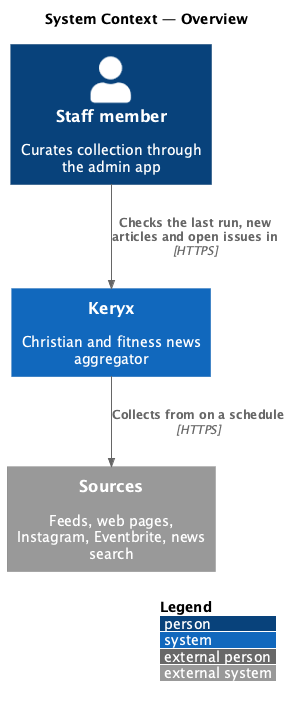 System Context — Overview
Staff member
Curates collection through
the admin app
Checks the last run, new
articles and open issues in
[HTTPS]
Keryx
Christian and fitness news
aggregator
Collects from on a schedule
[HTTPS]
Sources
Feeds, web pages,
Instagram, Eventbrite, news
search
Legend
person
system
external person
external system